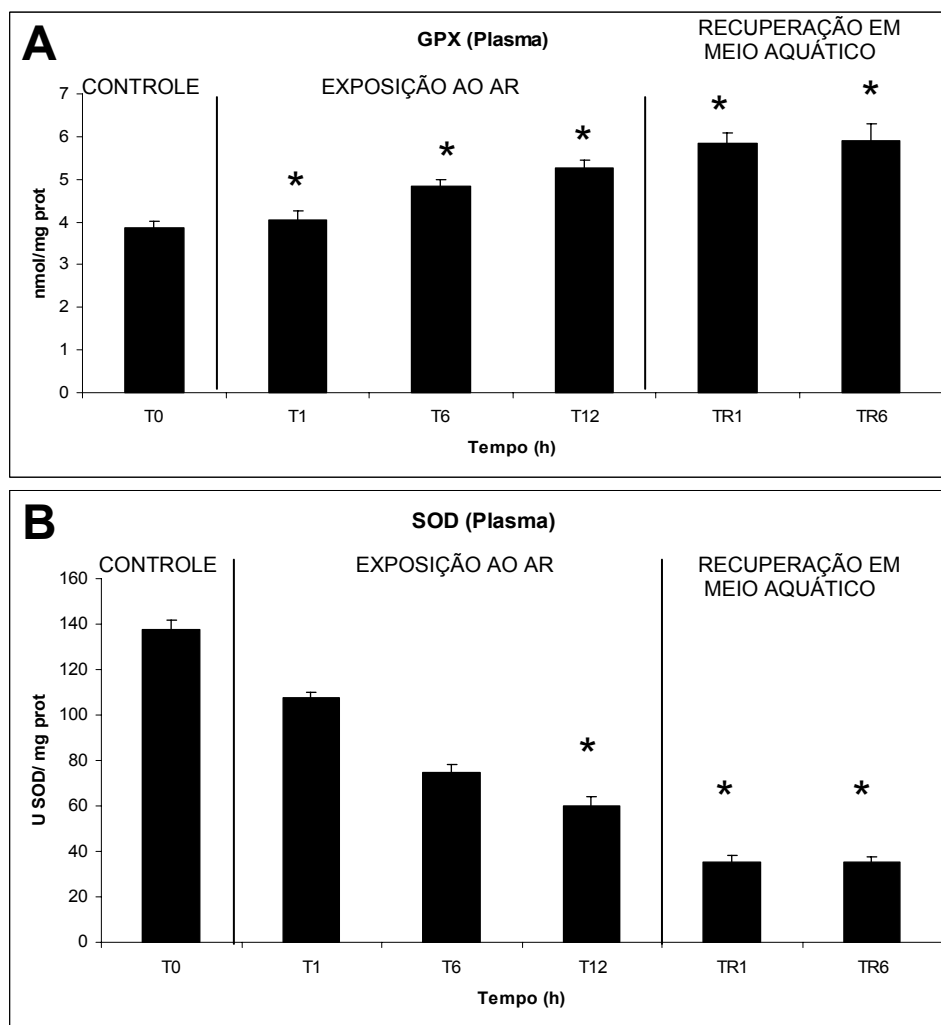 A
GPX (Plasma)
RECUPERAÇÃO EM
MEIO AQUÁTICO
CONTROLE
EXPOSIÇÃO AO AR
7
6
5
4
3
2
1
0
nmol/mg prot
*
*
*
*
*
T0
T1
T6
T12
TR1
TR6
Tempo (h)
B
SOD (Plasma)
CONTROLE
EXPOSIÇÃO AO AR
RECUPERAÇÃO EM
MEIO AQUÁTICO
160
140
120
100
80
60
40
20
0
U SOD/ mg prot
*
*
*
T0
T1
T6
T12
TR1
TR6
Tempo (h)